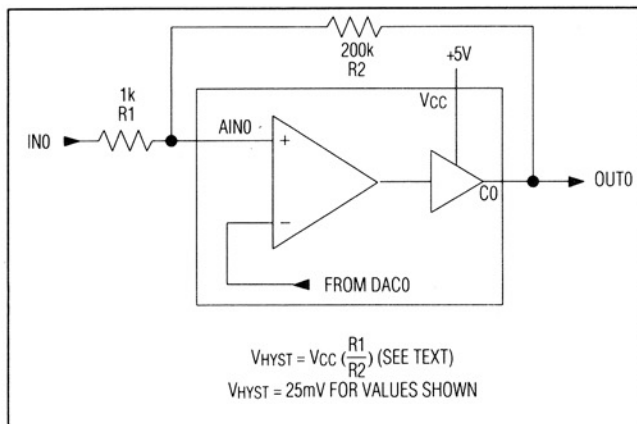 200k
R2
+5V
1k
R1
VCC
IN0
AIN0
+
C0
OUT0
−
FROM DAC0
VHYST = VCC (R1/R2) (SEE TEXT)
VHYST = 25mV FOR VALUES SHOWN